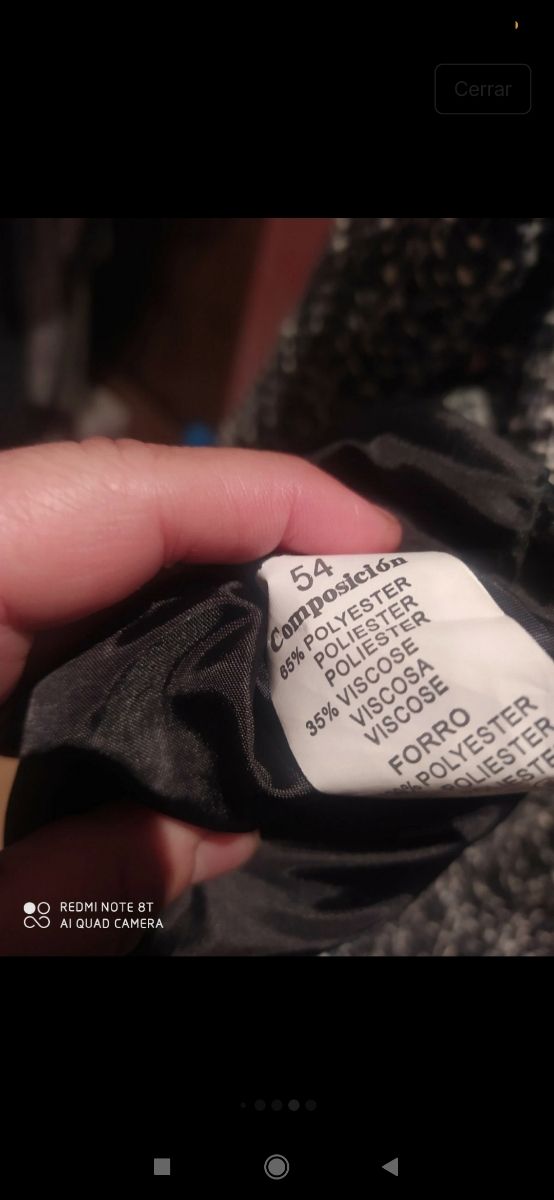 Cerrar
54
Composición
65% POLYESTER
POLIESTER
POLIESTER
35% VISCOSE
VISCOSA
VISCOSE
FORRO
POLYESTER
POLIESTER
REDMI NOTE 8T
AI QUAD CAMERA